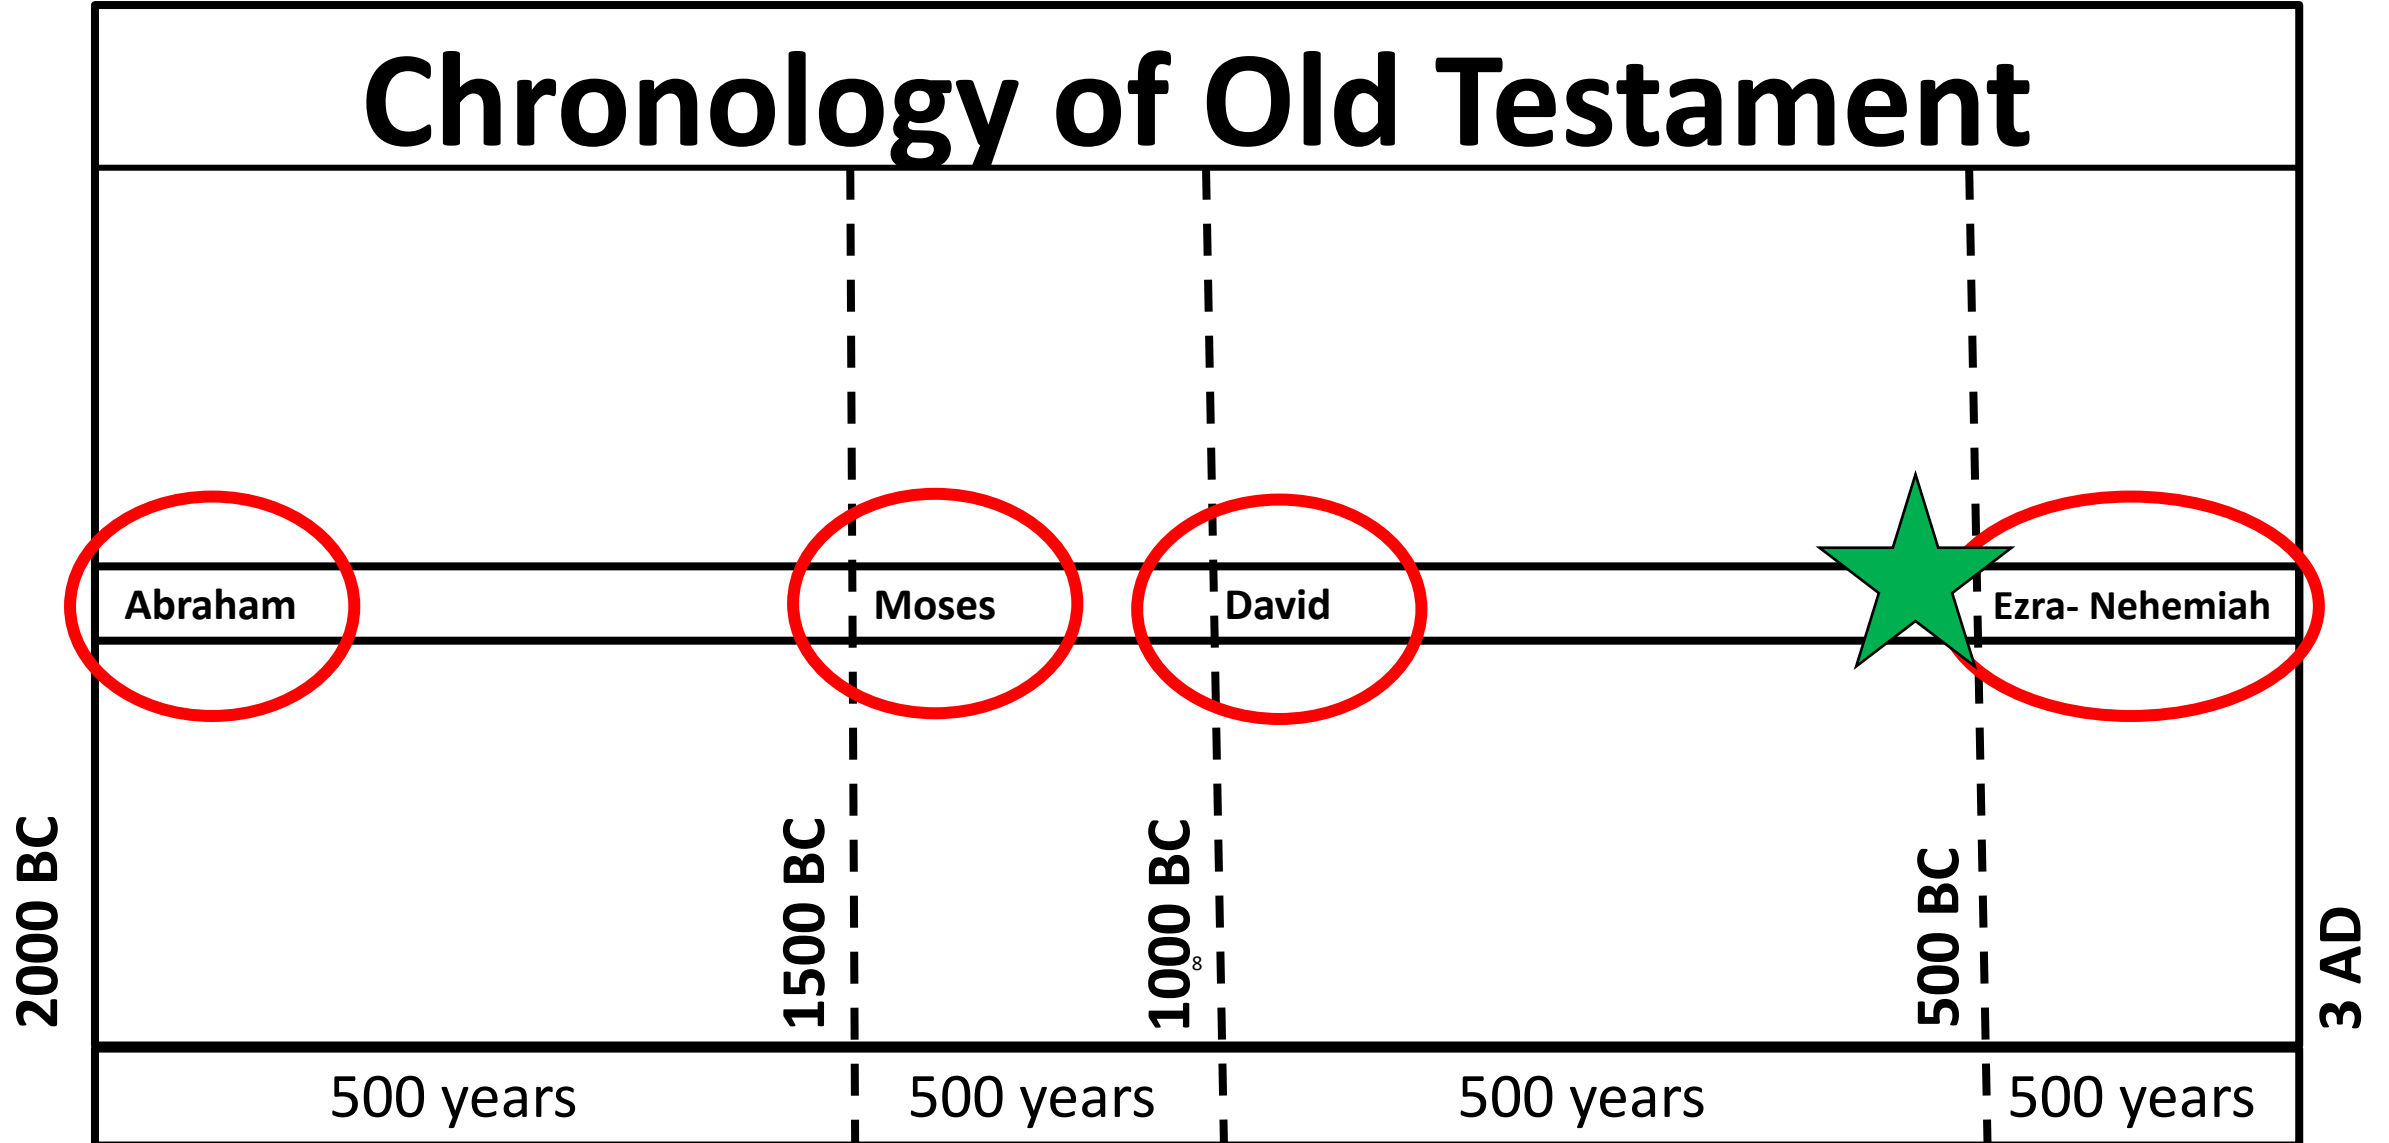 Chronology of Old Testament
Abraham
Moses
David
Ezra- Nehemiah
2000 BC
1500 BC
1000 BC
8
500 BC
3 AD
500 years
500 years
500 years
500 years